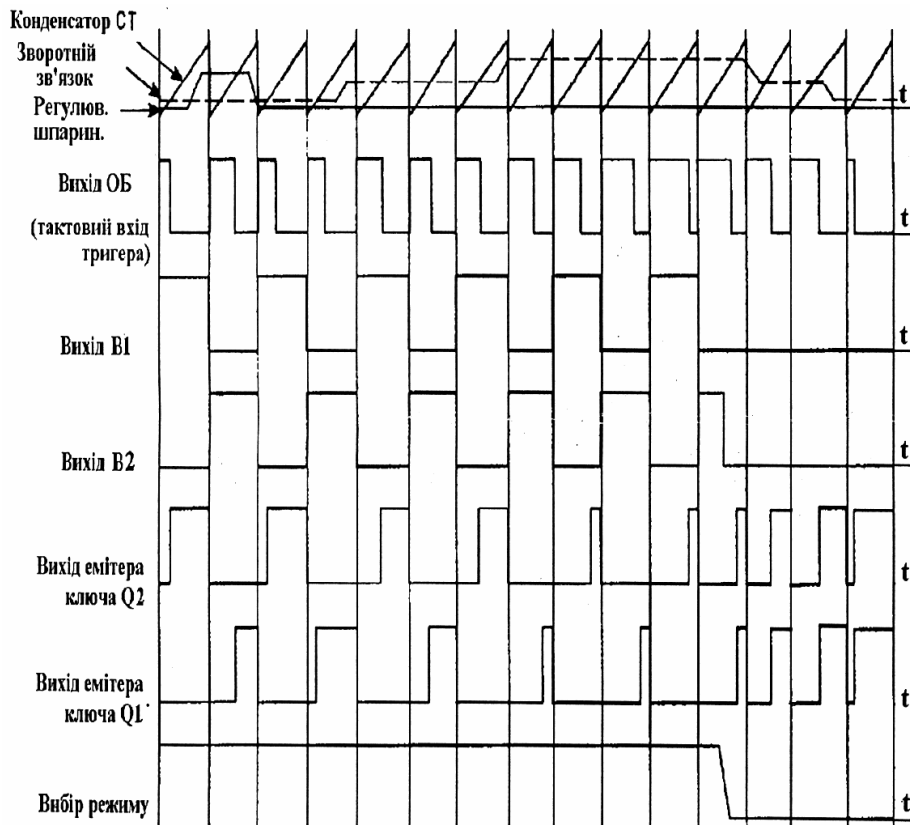 Конденсатор СТ
Зворотній
зв'язок
Регулюв.
шпарин.
t
Вихід ОБ
(тактовий вхід
тригера)
t
Вихід В1
t
Вихід В2
t
Вихід емітера
ключа Q2
t
Вихід емітера
ключа Q1
t
Вибір режиму
t